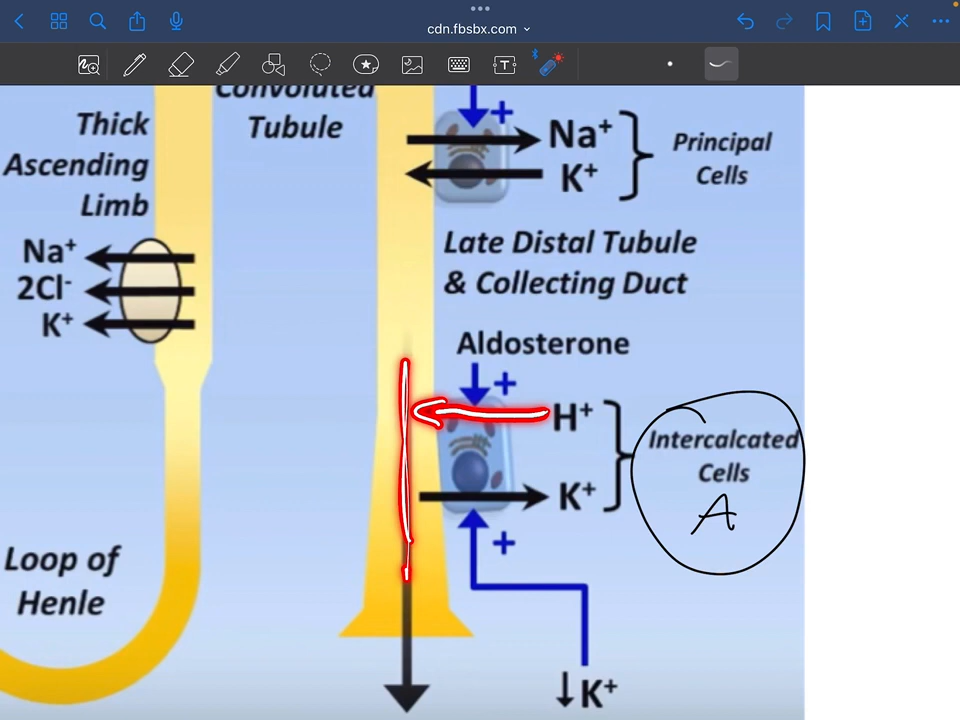 cdn.fbsbx.com
Convoluted
Tubule
Thick
Ascending
Limb
Na⁺
2Cl⁻
K⁺
+
Na⁺
K⁺
Principal
Cells
Late Distal Tubule
& Collecting Duct
Aldosterone
+
H⁺
K⁺
Intercalcated
Cells
A
+
Loop of
Henle
↓K⁺